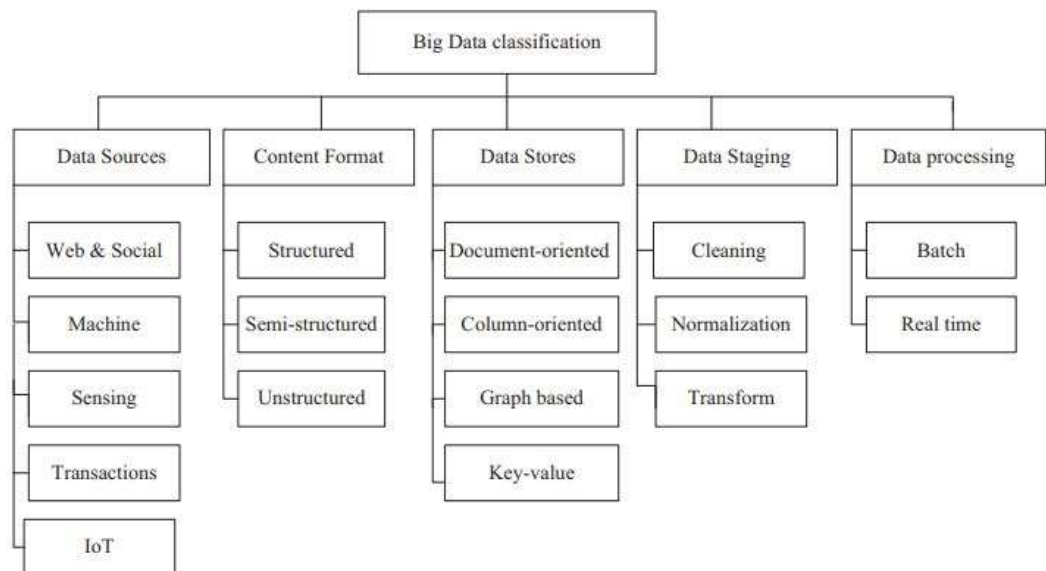 Big Data classification
Data Sources
Content Format
Data Stores
Data Staging
Data processing
Web & Social
Machine
Sensing
Transactions
IoT
Structured
Semi-structured
Unstructured
Document-oriented
Column-oriented
Graph based
Key-value
Cleaning
Normalization
Transform
Batch
Real time